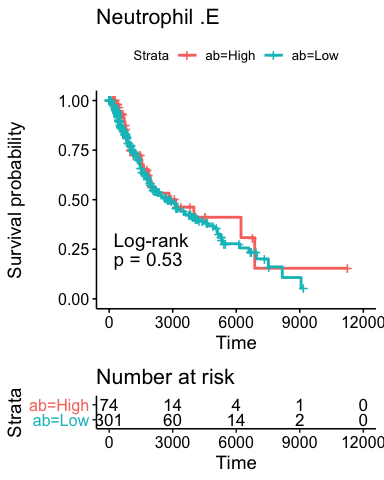 Neutrophil .E
Strata ab=High ab=Low
Survival probability
1.00
0.75
0.50
0.25
0.00
Log-rank
p = 0.53
0 3000 6000 9000 12000
Time
Number at risk
Strata
ab=High 74 14 4 1 0
ab=Low 301 60 14 2 0
0 3000 6000 9000 12000
Time